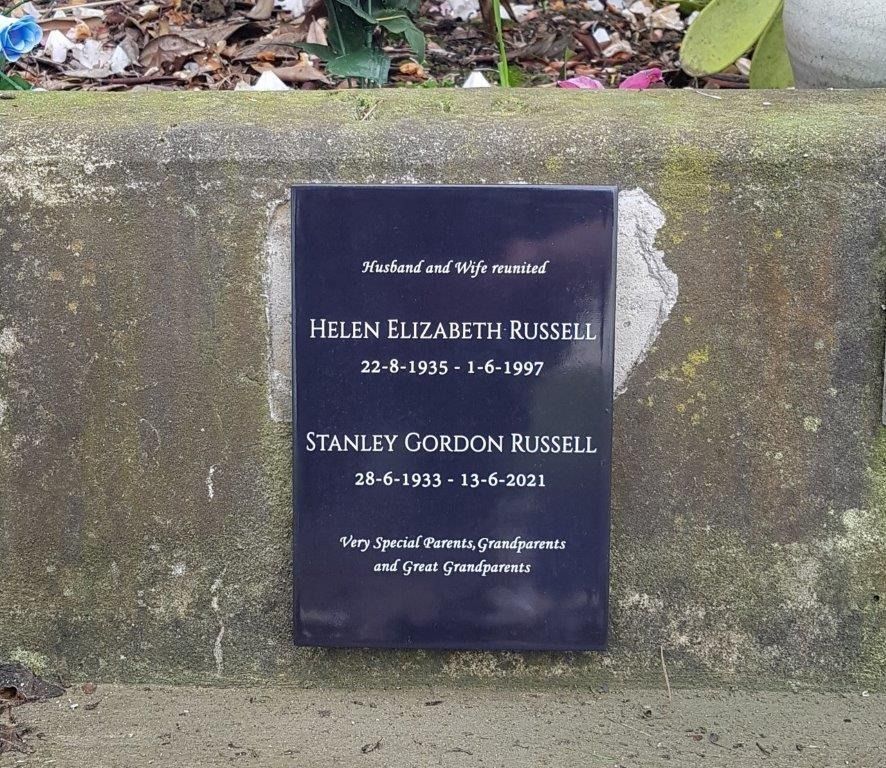 Husband and Wife reunited
HELEN ELIZABETH RUSSELL
22-8-1935 - 1-6-1997
STANLEY GORDON RUSSELL
28-6-1933 - 13-6-2021
Very Special Parents, Grandparents
and Great Grandparents